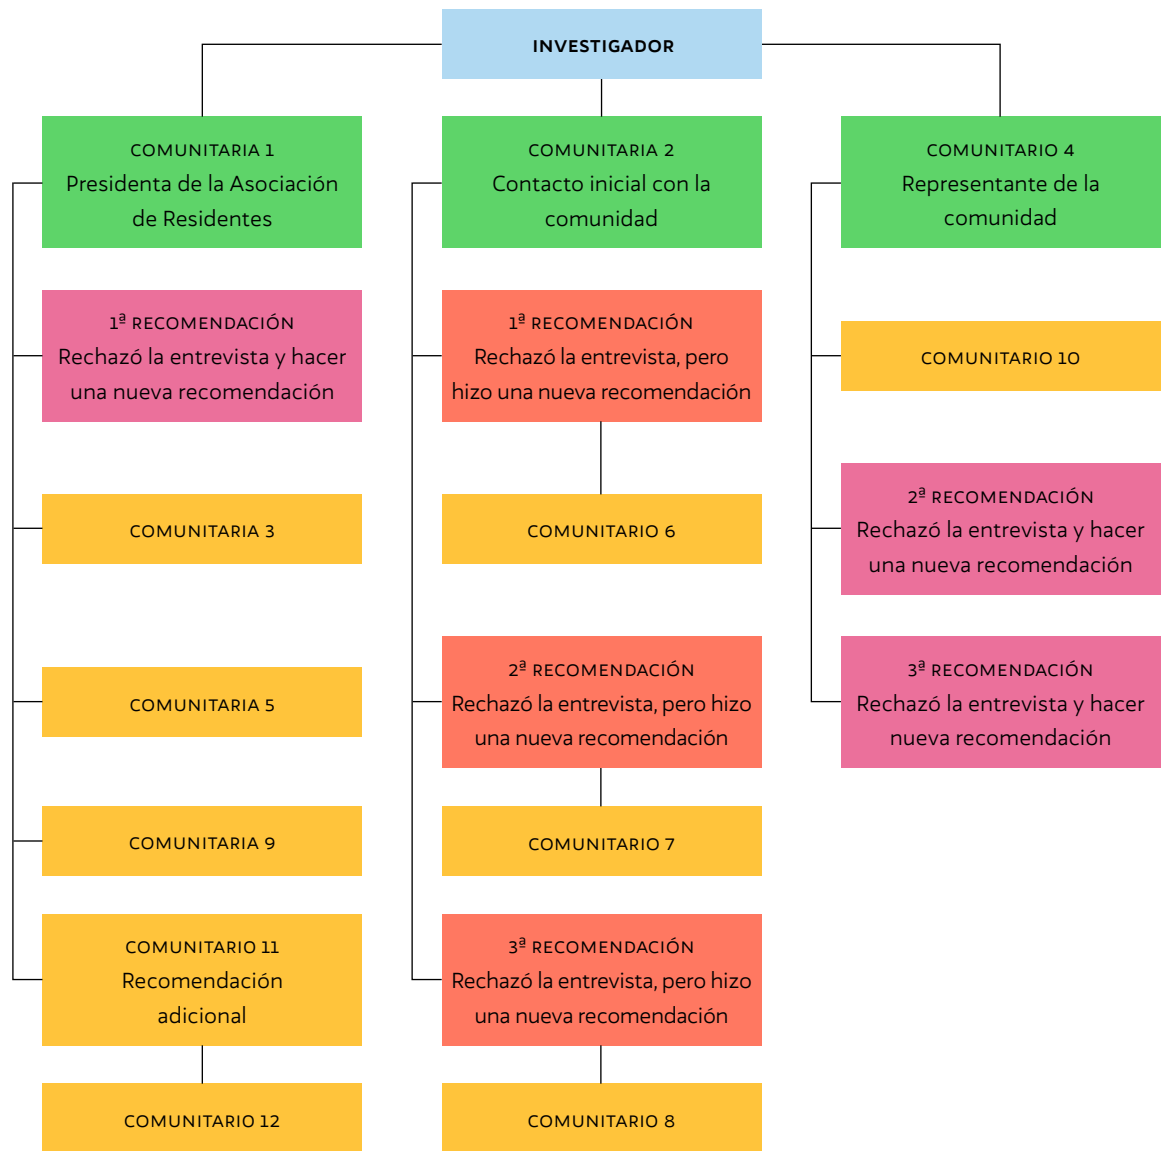 INVESTIGADOR
COMUNITARIA 1
Presidenta de la Asociación
de Residentes
1ª RECOMENDACIÓN
Rechazó la entrevista y hacer
una nueva recomendación
COMUNITARIA 3
COMUNITARIA 5
COMUNITARIA 9
COMUNITARIO 11
Recomendación
adicional
COMUNITARIO 12
COMUNITARIA 2
Contacto inicial con la
comunidad
1ª RECOMENDACIÓN
Rechazó la entrevista, pero
hizo una nueva recomendación
COMUNITARIO 6
2ª RECOMENDACIÓN
Rechazó la entrevista, pero hizo
una nueva recomendación
COMUNITARIO 7
3ª RECOMENDACIÓN
Rechazó la entrevista, pero hizo
una nueva recomendación
COMUNITARIO 8
COMUNITARIO 4
Representante de la
comunidad
COMUNITARIO 10
2ª RECOMENDACIÓN
Rechazó la entrevista y hacer
una nueva recomendación
3ª RECOMENDACIÓN
Rechazó la entrevista y hacer
nueva recomendación